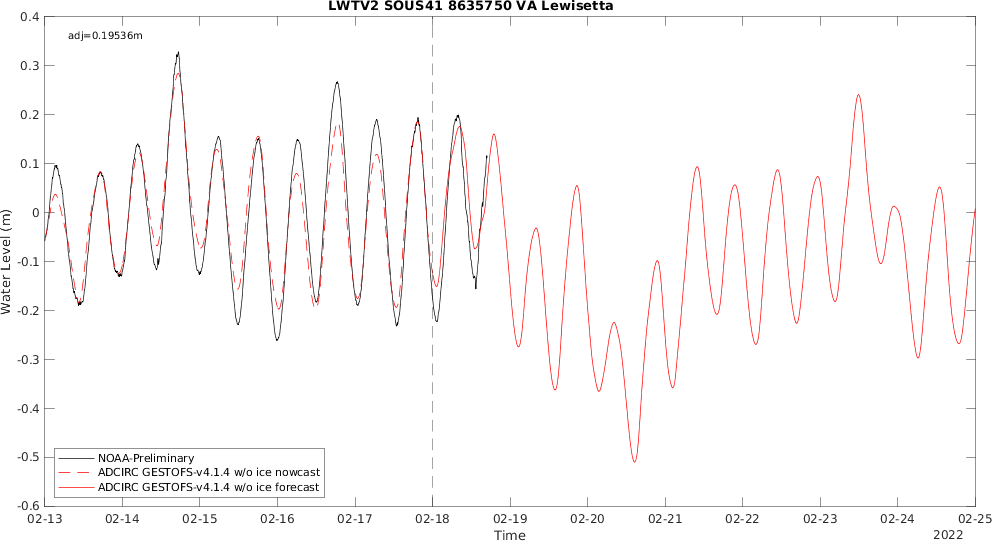 LWTV2 SOUS41 8635750 VA Lewisetta
adj=0.19536m
0.4
0.3
0.2
0.1
0
-0.1
-0.2
-0.3
-0.4
-0.5
-0.6
Water Level (m)
NOAA-Preliminary
ADCIRC GESTOFS-v4.1.4 w/o ice nowcast
ADCIRC GESTOFS-v4.1.4 w/o ice forecast
02-13 02-14 02-15 02-16 02-17 02-18 02-19 02-20 02-21 02-22 02-23 02-24 02-25
Time
2022